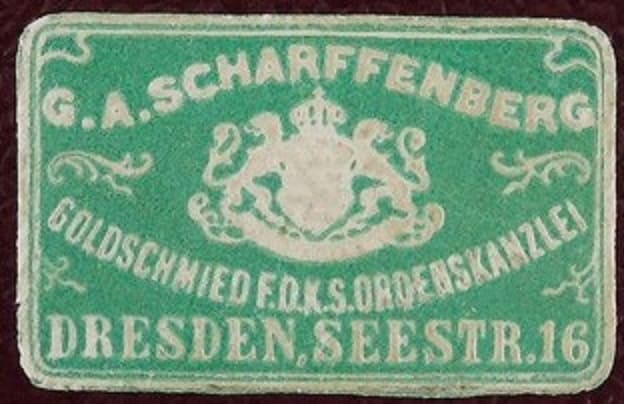 G.A.SCHARFFENBERG
GOLDSCHMIED F.D.K.S.ORDENSKANZLEI
DRESDEN, SEESTR.16